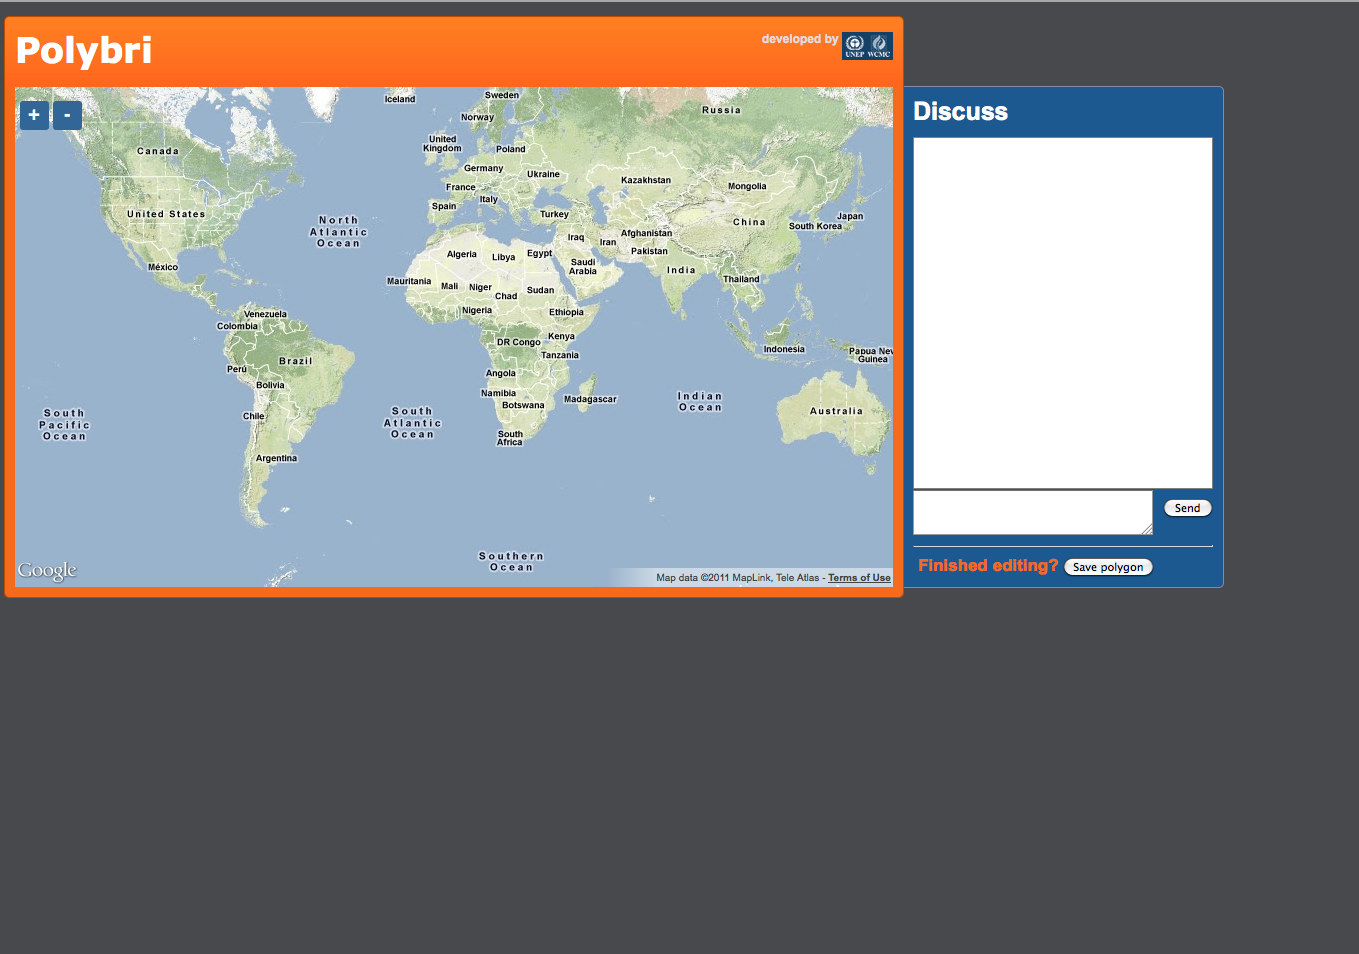 Polybri
developed by
UNEP WCMC
+ -
Discuss
Iceland
Sweden
Russia
Norway
United
Kingdom
Poland
Canada
Germany
Ukraine
Kazakhstan
Mongolia
France
Italy
Spain
Turkey
United States
North
Atlantic
Ocean
China
Japan
South Korea
Afghanistan
Iraq
Iran
Pakistan
Algeria
Libya
Egypt
Saudi
Arabia
India
México
Mauritania
Mali
Niger
Chad
Sudan
Thailand
Nigeria
Ethiopia
Venezuela
Colombia
DR Congo
Kenya
Tanzania
Indonesia
Papua New
Guinea
Brazil
Perú
Bolivia
Angola
Namibia
Botswana
Madagascar
Indian
Ocean
Chile
South
Pacific
Ocean
South
Atlantic
Ocean
Australia
South
Africa
Argentina
Send
Southern
Ocean
Google
Map data ©2011 MapLink, Tele Atlas - Terms of Use
Finished editing? Save polygon